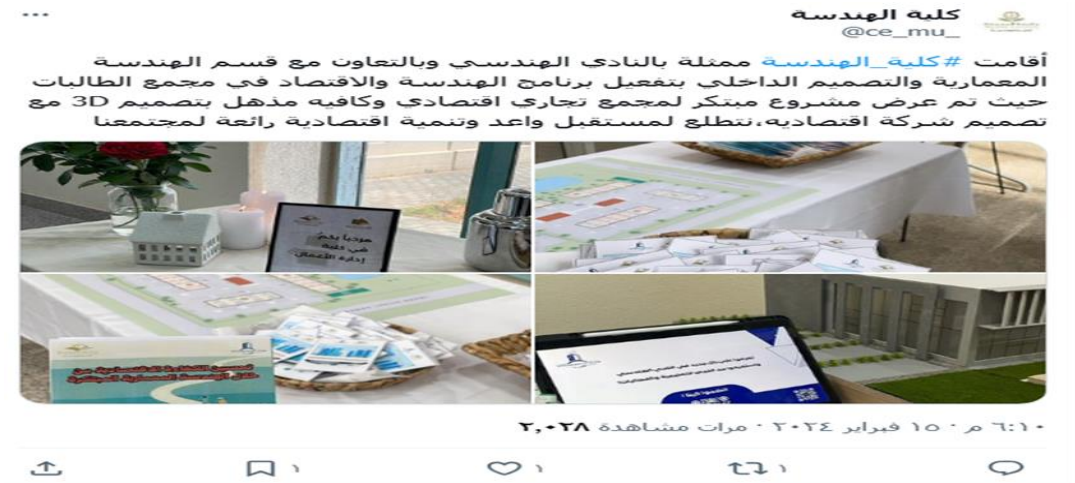 كلية الهندسة
@ce_mu_
أقامت #كلية_الهندسة ممثلة بالنادي الهندسي وبالتعاون مع قسم الهندسة
المعمارية والتصميم الداخلي بتفعيل برنامج الهندسة والاقتصاد في مجمع الطالبات
حيث تم عرض مشروع مبتكر لمجمع تجاري اقتصادي وكافيه مذهل بتصميم 3D مع
تصميم شركة اقتصاديه،نتطلع لمستقبل واعد وتنمية اقتصادية رائعة لمجتمعنا
مرحباً بكم
في كلية
إدارة الأعمال
٦:١٠ م · ١٥ فبراير ٢٠٢٤ · مرات مشاهدة ٢,٠٢٨
١
١
١